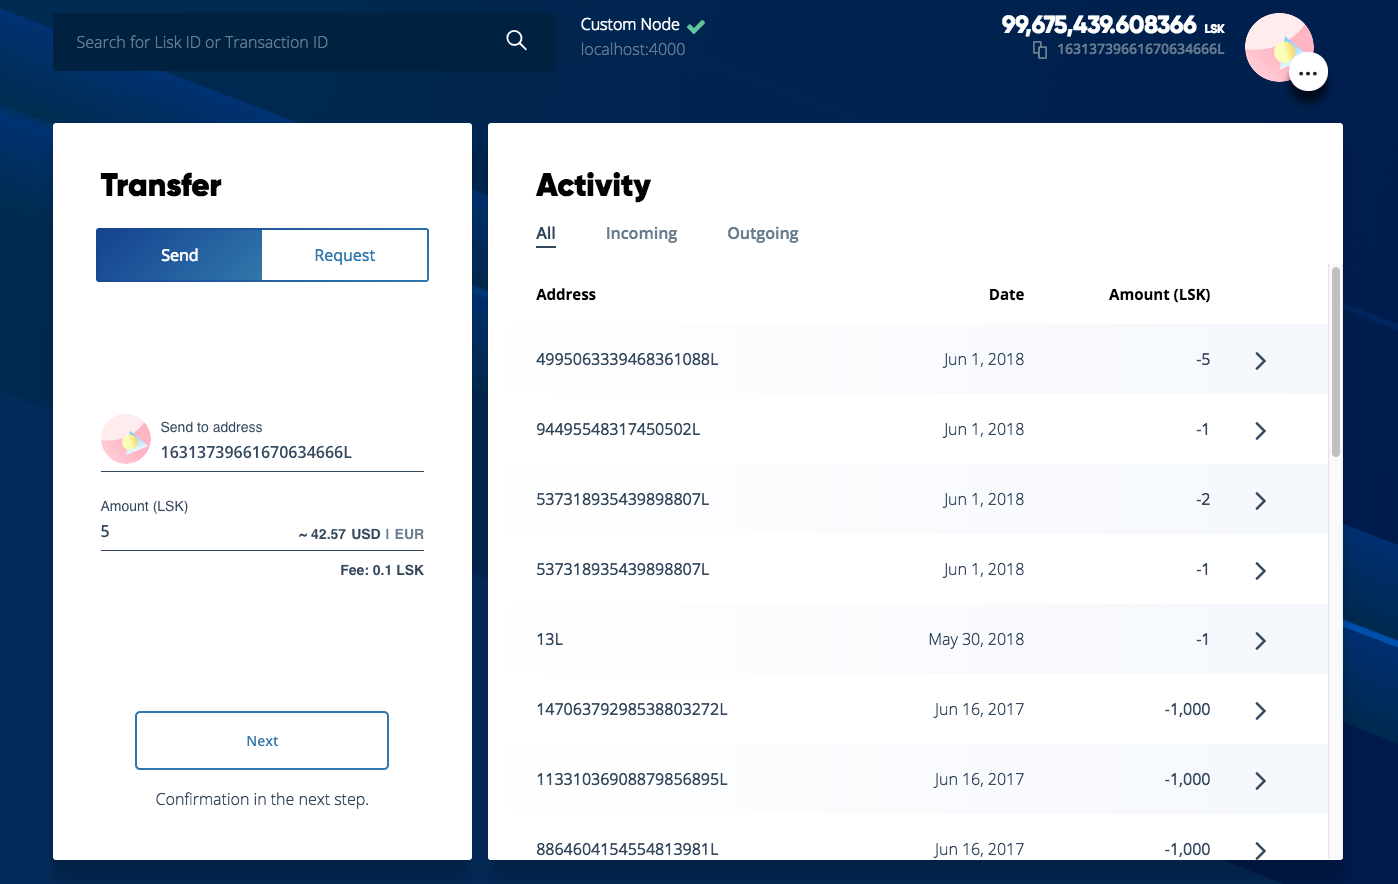 Search for Lisk ID or Transaction ID
Custom Node
localhost:4000
99,675,439.608366 LSK
16313739661670634666L
Transfer
Send Request
Send to address
16313739661670634666L
Amount (LSK)
5 ~ 42.57 USD | EUR
Fee: 0.1 LSK
Next
Confirmation in the next step.
Activity
All Incoming Outgoing
Address Date Amount (LSK)
4995063339468361088L Jun 1, 2018 -5
94495548317450502L Jun 1, 2018 -1
537318935439898807L Jun 1, 2018 -2
537318935439898807L Jun 1, 2018 -1
13L May 30, 2018 -1
14706379298538803272L Jun 16, 2017 -1,000
11331036908879856895L Jun 16, 2017 -1,000
8864604154554813981L Jun 16, 2017 -1,000